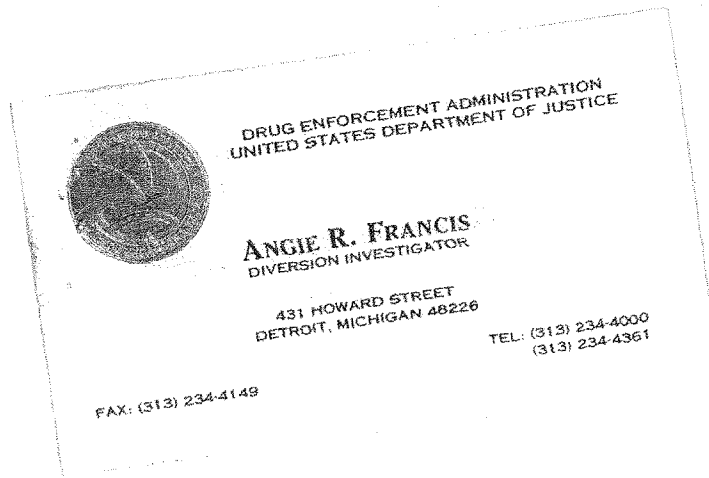 DRUG ENFORCEMENT ADMINISTRATION
UNITED STATES DEPARTMENT OF JUSTICE
ANGIE R. FRANCIS
DIVERSION INVESTIGATOR
431 HOWARD STREET
DETROIT, MICHIGAN 48226
TEL: (313) 234-4000
(313) 234-4361
FAX: (313) 234-4149